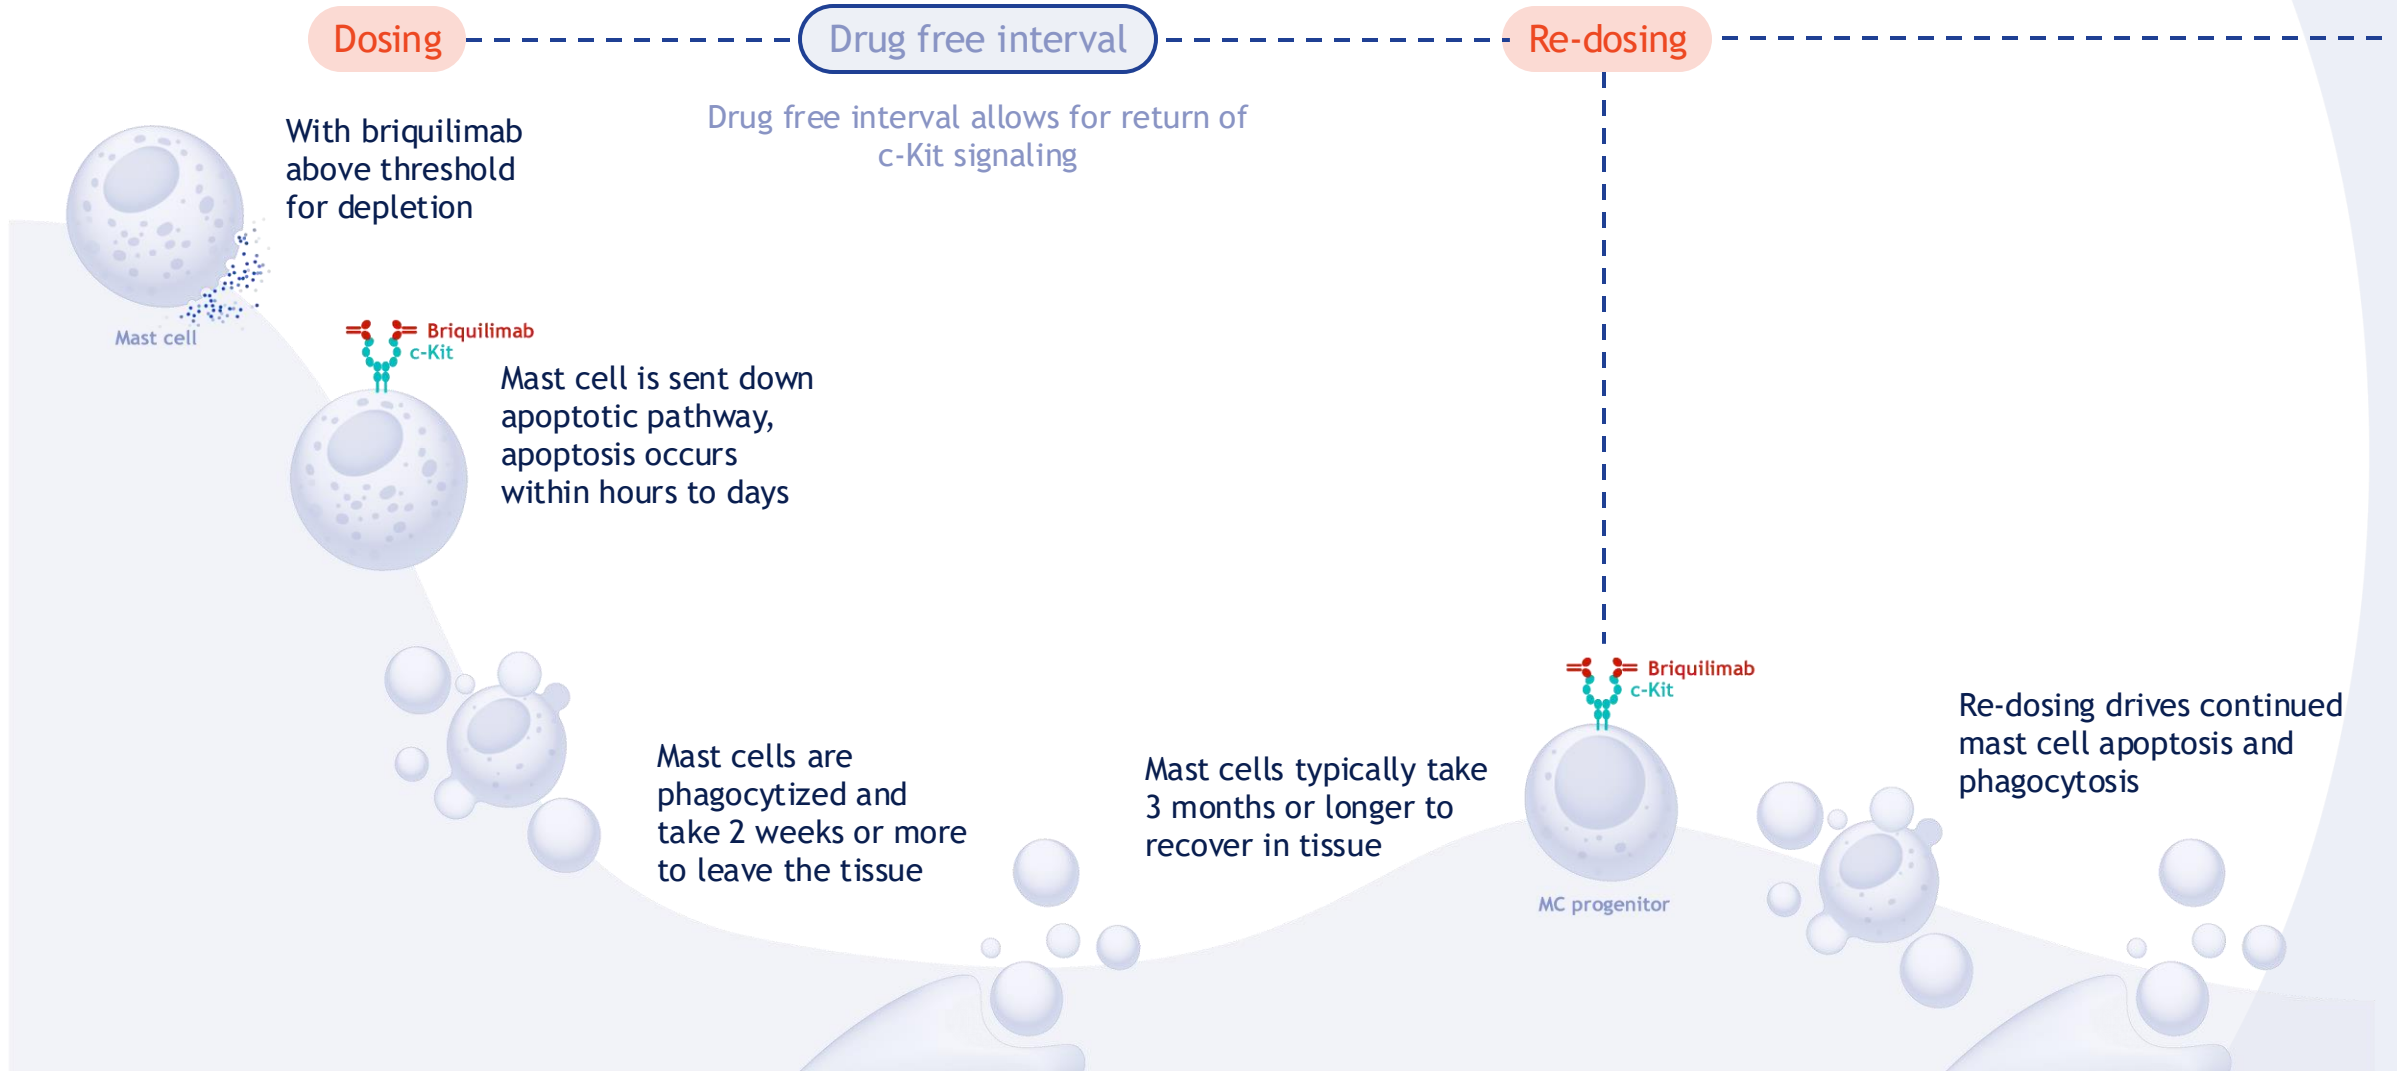 Dosing
Drug free interval
Re-dosing
With briquilimab
above threshold
for depletion
Drug free interval allows for return of
c-Kit signaling
Mast cell
Briquilimab
c-Kit
Mast cell is sent down
apoptotic pathway,
apoptosis occurs
within hours to days
Mast cells are
phagocytized and
take 2 weeks or more
to leave the tissue
Mast cells typically take
3 months or longer to
recover in tissue
Briquilimab
c-Kit
MC progenitor
Re-dosing drives continued
mast cell apoptosis and
phagocytosis